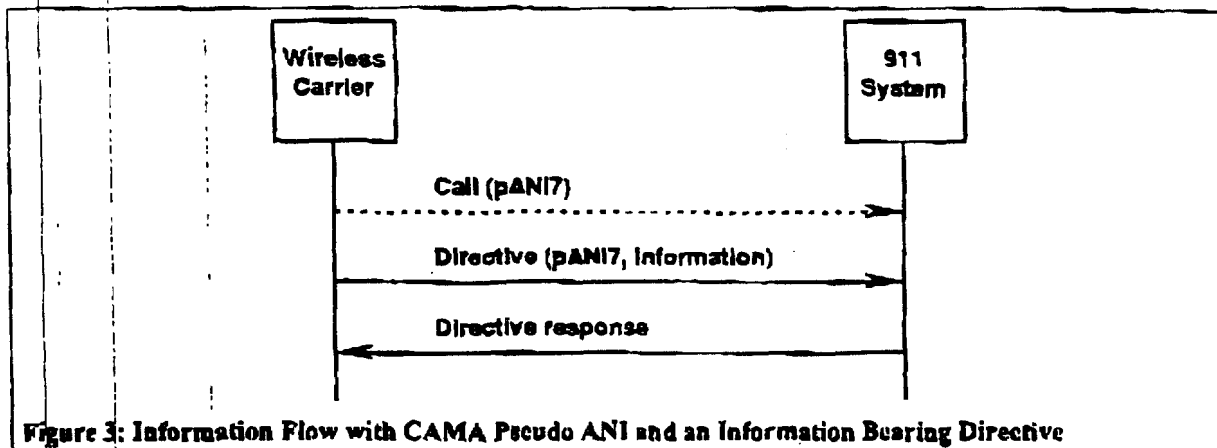 Wireless
Carrier
911
System
Call (pANI7)
Directive (pANI7, information)
Directive response
Figure 3: Information Flow with CAMA Pseudo ANI and an Information Bearing Directive